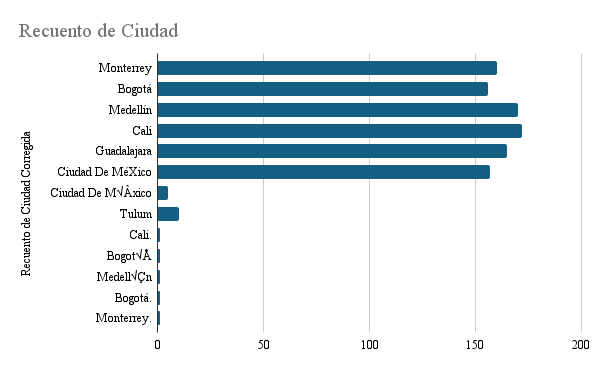 Recuento de Ciudad
Recuento de Ciudad Corregida
Monterrey
Bogotá
Medellín
Cali
Guadalajara
Ciudad De MéXico
Ciudad De M√Âxico
Tulum
Cali.
Bogot√Å
Medell√Çn
Bogotá.
Monterrey.
0 50 100 150 200